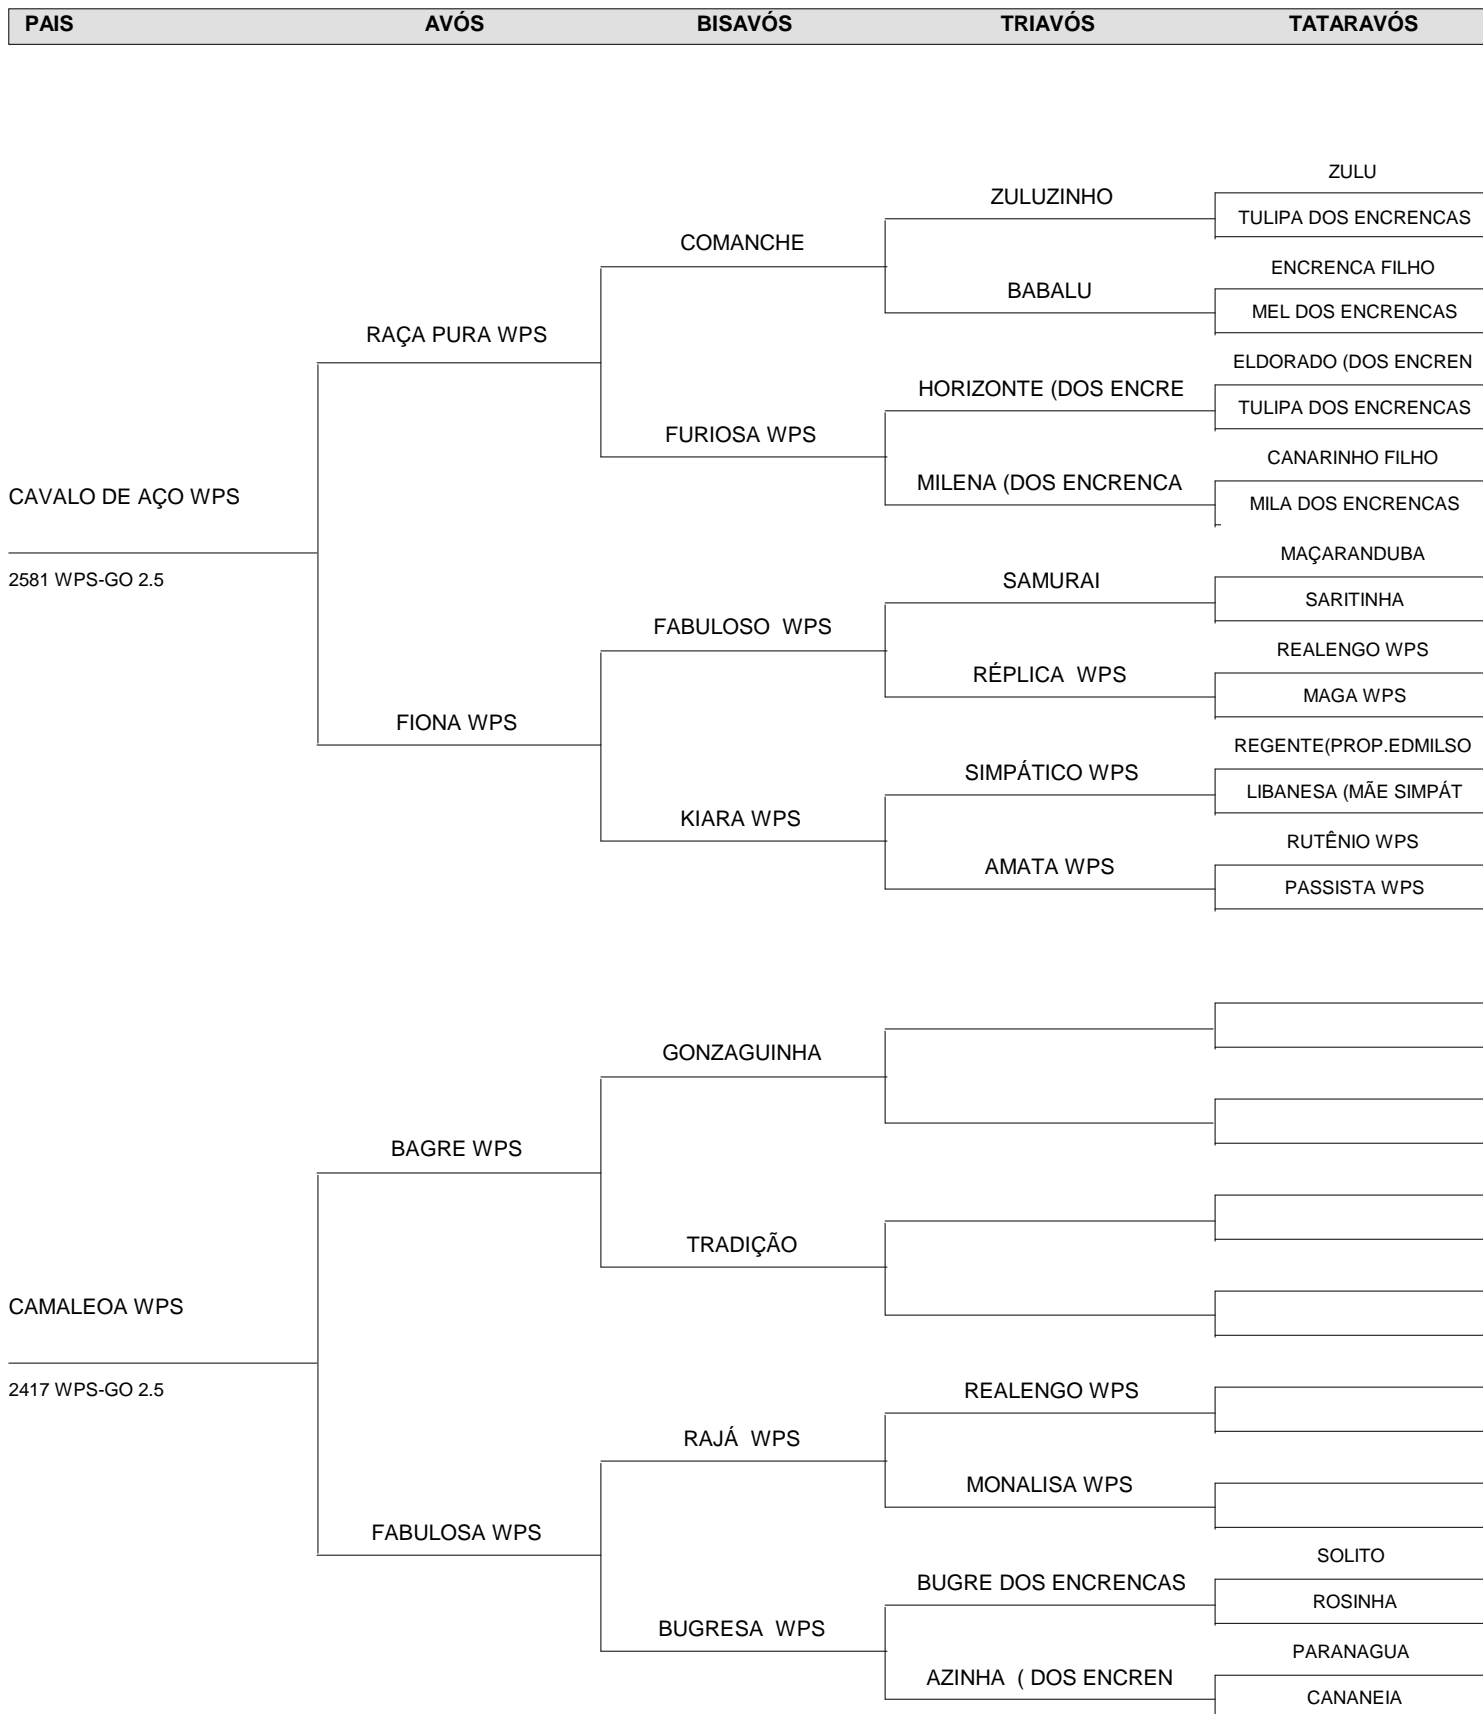 PAIS AVÓS BISAVÓS TRIAVÓS TATARAVÓS
ZULU
ZULUZINHO
TULIPA DOS ENCRENCAS
COMANCHE
ENCRENCA FILHO
BABALU
MEL DOS ENCRENCAS
RAÇA PURA WPS
ELDORADO (DOS ENCREN
HORIZONTE (DOS ENCRE
TULIPA DOS ENCRENCAS
FURIOSA WPS
CANARINHO FILHO
MILENA (DOS ENCRENCA
CAVALO DE AÇO WPS
MILA DOS ENCRENCAS
MAÇARANDUBA
2581 WPS-GO 2.5
SAMURAI
SARITINHA
FABULOSO WPS
REALENGO WPS
RÉPLICA WPS
MAGA WPS
FIONA WPS
REGENTE(PROP.EDMILSO
SIMPÁTICO WPS
LIBANESA (MÃE SIMPÁT
KIARA WPS
RUTÊNIO WPS
AMATA WPS
PASSISTA WPS
GONZAGUINHA
BAGRE WPS
TRADIÇÃO
CAMALEOA WPS
2417 WPS-GO 2.5
REALENGO WPS
RAJÁ WPS
MONALISA WPS
FABULOSA WPS
SOLITO
BUGRE DOS ENCRENCAS
ROSINHA
BUGRESA WPS
PARANAGUA
AZINHA ( DOS ENCREN
CANANEIA